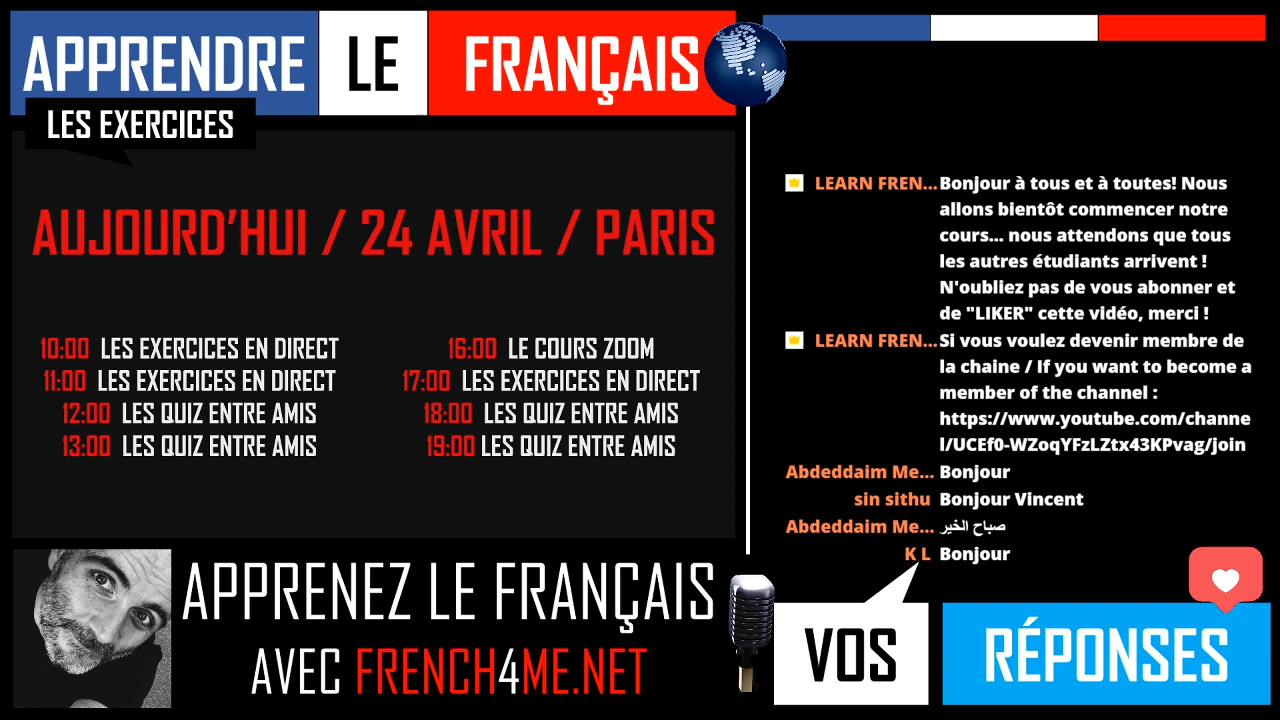 APPRENDRE LE FRANÇAIS
LES EXERCICES
AUJOURD'HUI / 24 AVRIL / PARIS
10:00 LES EXERCICES EN DIRECT
11:00 LES EXERCICES EN DIRECT
12:00 LES QUIZ ENTRE AMIS
13:00 LES QUIZ ENTRE AMIS
16:00 LE COURS ZOOM
17:00 LES EXERCICES EN DIRECT
18:00 LES QUIZ ENTRE AMIS
19:00 LES QUIZ ENTRE AMIS
APPRENEZ LE FRANÇAIS
AVEC FRENCH4ME.NET
LEARN FREN... Bonjour à tous et à toutes! Nous
allons bientôt commencer notre
cours... nous attendons que tous
les autres étudiants arrivent !
N'oubliez pas de vous abonner et
de "LIKER" cette vidéo, merci !
LEARN FREN... Si vous voulez devenir membre de
la chaine / If you want to become a
member of the channel :
https://www.youtube.com/channe
l/UCEf0-WZoqYFzLZtx43KPvag/join
Abdeddaim Me... Bonjour
sin sithu Bonjour Vincent
Abdeddaim Me... صباح الخير
K L Bonjour
VOS RÉPONSES